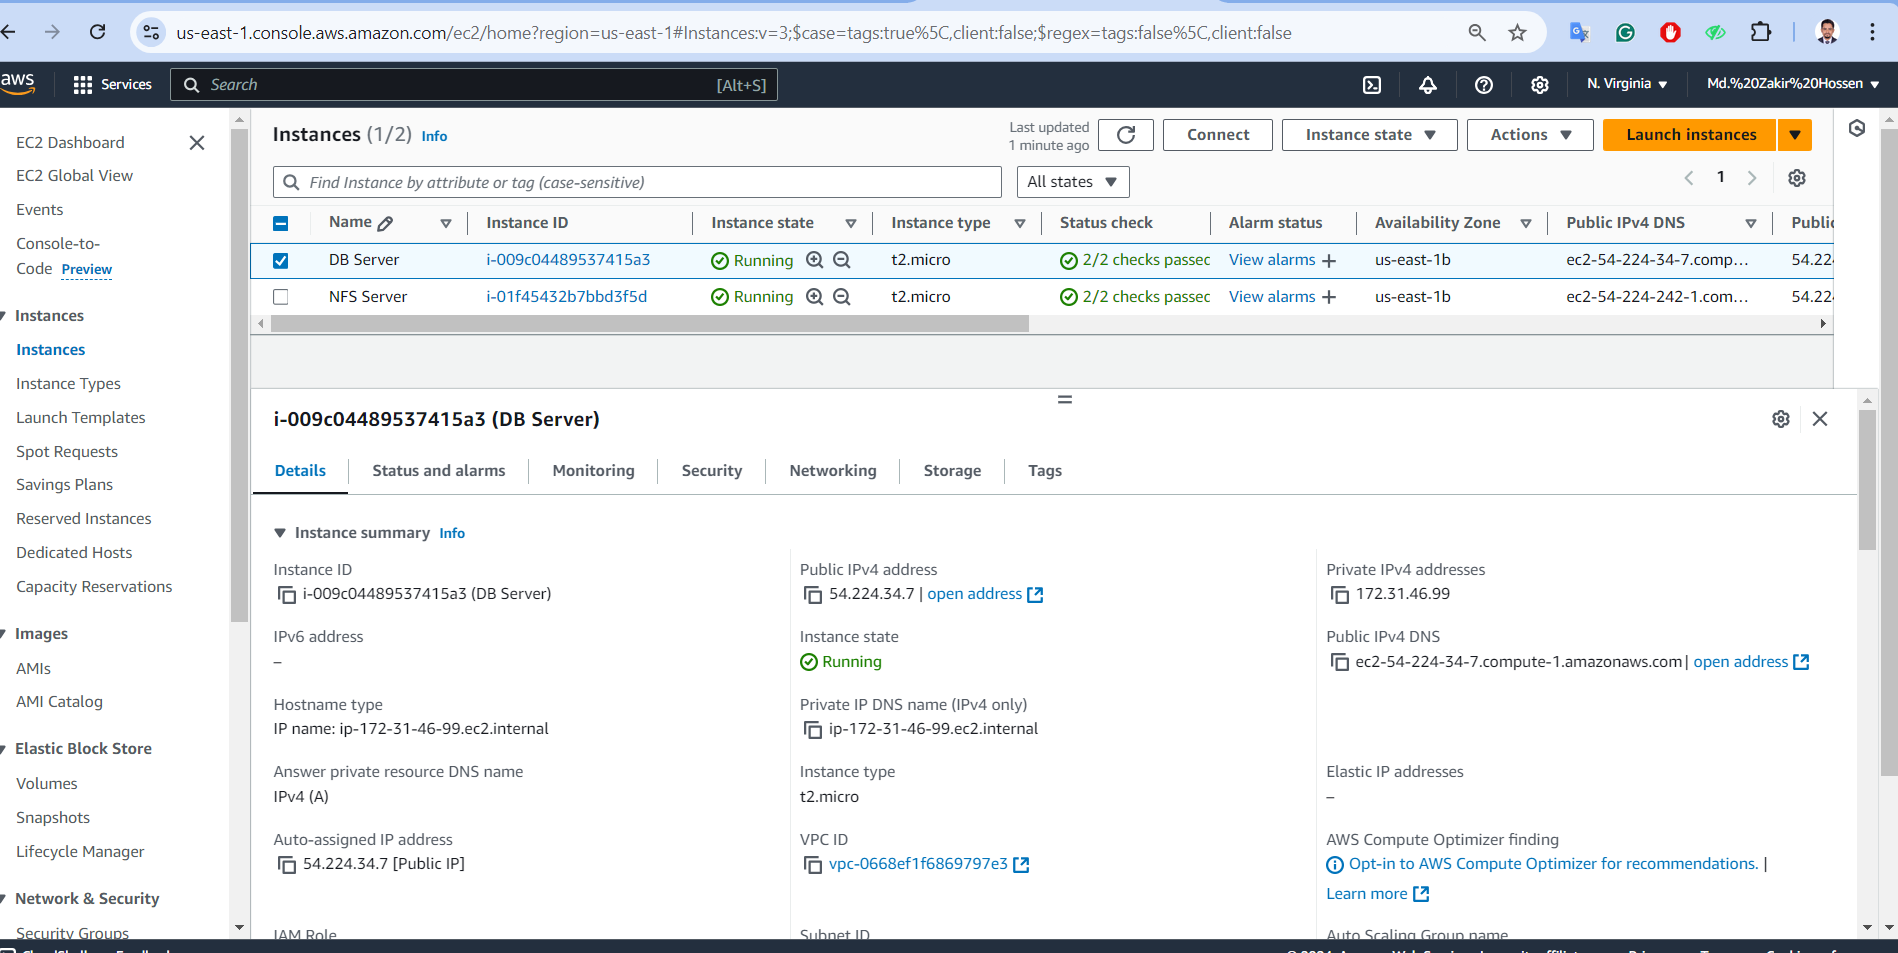 us-east-1.console.aws.amazon.com/ec2/home?region=us-east-1#Instances:v=3;$case=tags:true%5C,client:false;$regex=tags:false%5C,client:false
aws
Services
Search
[Alt+S]
N. Virginia
Md.%20Zakir%20Hossen
EC2 Dashboard
EC2 Global View
Events
Console-to-
Code Preview
Instances
Instances
Instance Types
Launch Templates
Spot Requests
Savings Plans
Reserved Instances
Dedicated Hosts
Capacity Reservations
Images
AMIs
AMI Catalog
Elastic Block Store
Volumes
Snapshots
Lifecycle Manager
Network & Security
Security Groups
Instances (1/2) Info
Last updated
1 minute ago
Connect
Instance state
Actions
Launch instances
Find Instance by attribute or tag (case-sensitive)
All states
1
Name Instance ID Instance state Instance type Status check Alarm status Availability Zone Public IPv4 DNS Public
DB Server i-009c04489537415a3 Running t2.micro 2/2 checks passec View alarms us-east-1b ec2-54-224-34-7.comp... 54.22
NFS Server i-01f45432b7bbd3f5d Running t2.micro 2/2 checks passec View alarms us-east-1b ec2-54-224-242-1.com... 54.22
i-009c04489537415a3 (DB Server)
Details Status and alarms Monitoring Security Networking Storage Tags
Instance summary Info
Instance ID
i-009c04489537415a3 (DB Server)
Public IPv4 address
54.224.34.7 | open address
Private IPv4 addresses
172.31.46.99
IPv6 address
–
Instance state
Running
Public IPv4 DNS
ec2-54-224-34-7.compute-1.amazonaws.com | open address
Hostname type
IP name: ip-172-31-46-99.ec2.internal
Private IP DNS name (IPv4 only)
ip-172-31-46-99.ec2.internal
Answer private resource DNS name
IPv4 (A)
Instance type
t2.micro
Elastic IP addresses
–
Auto-assigned IP address
54.224.34.7 [Public IP]
VPC ID
vpc-0668ef1f6869797e3
AWS Compute Optimizer finding
Opt-in to AWS Compute Optimizer for recommendations. |
Learn more
IAM Role
Subnet ID
Auto Scaling Group name